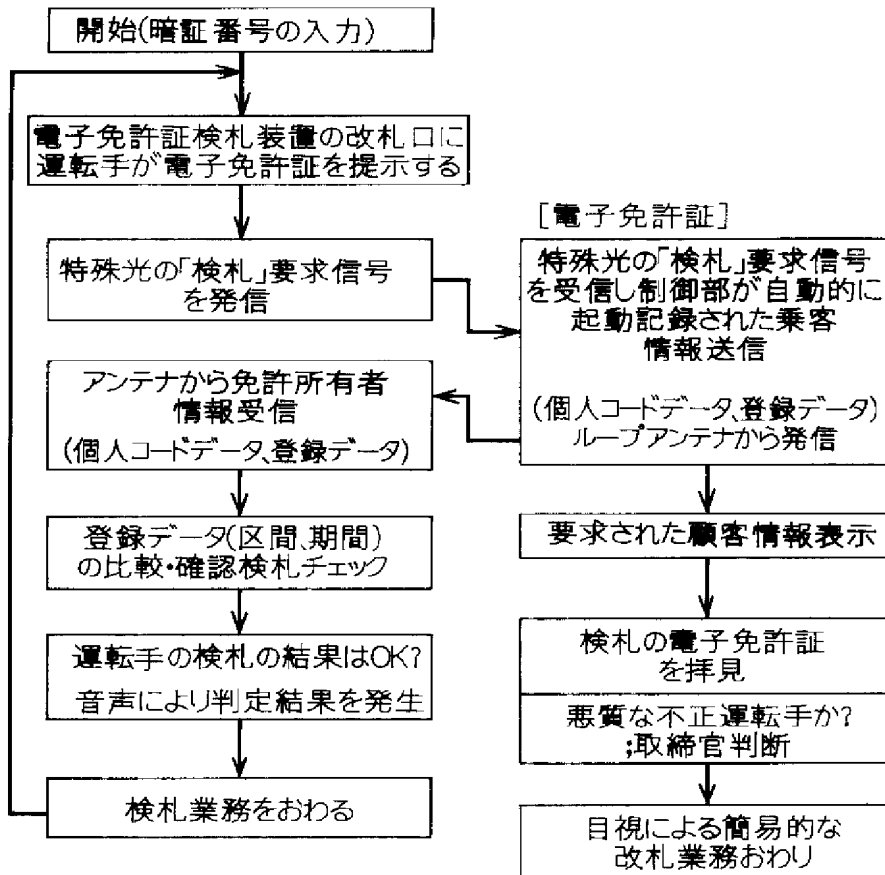 開始(暗証番号の入力)
電子免許証検札装置の改札口に
運転手が電子免許証を提示する
特殊光の「検札」要求信号
を発信
[電子免許証]
特殊光の「検札」要求信号
を受信し制御部が自動的に
起動記録された乗客
情報送信
(個人コードデータ、登録データ)
ループアンテナから発信
アンテナから免許所有者
情報受信
(個人コードデータ、登録データ)
登録データ(区間、期間)
の比較・確認検札チェック
運転手の検札の結果はOK?
音声により判定結果を発生
検札業務をおわる
要求された顧客情報表示
検札の電子免許証
を拝見
悪質な不正運転手か?
;取締官判断
目視による簡易的な
改札業務おわり